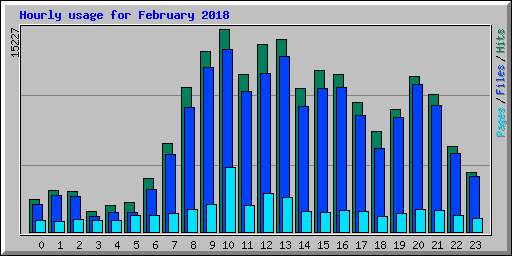 Hourly usage for February 2018
15227
Pages/Files/Hits
0 1 2 3 4 5 6 7 8 9 10 11 12 13 14 15 16 17 18 19 20 21 22 23